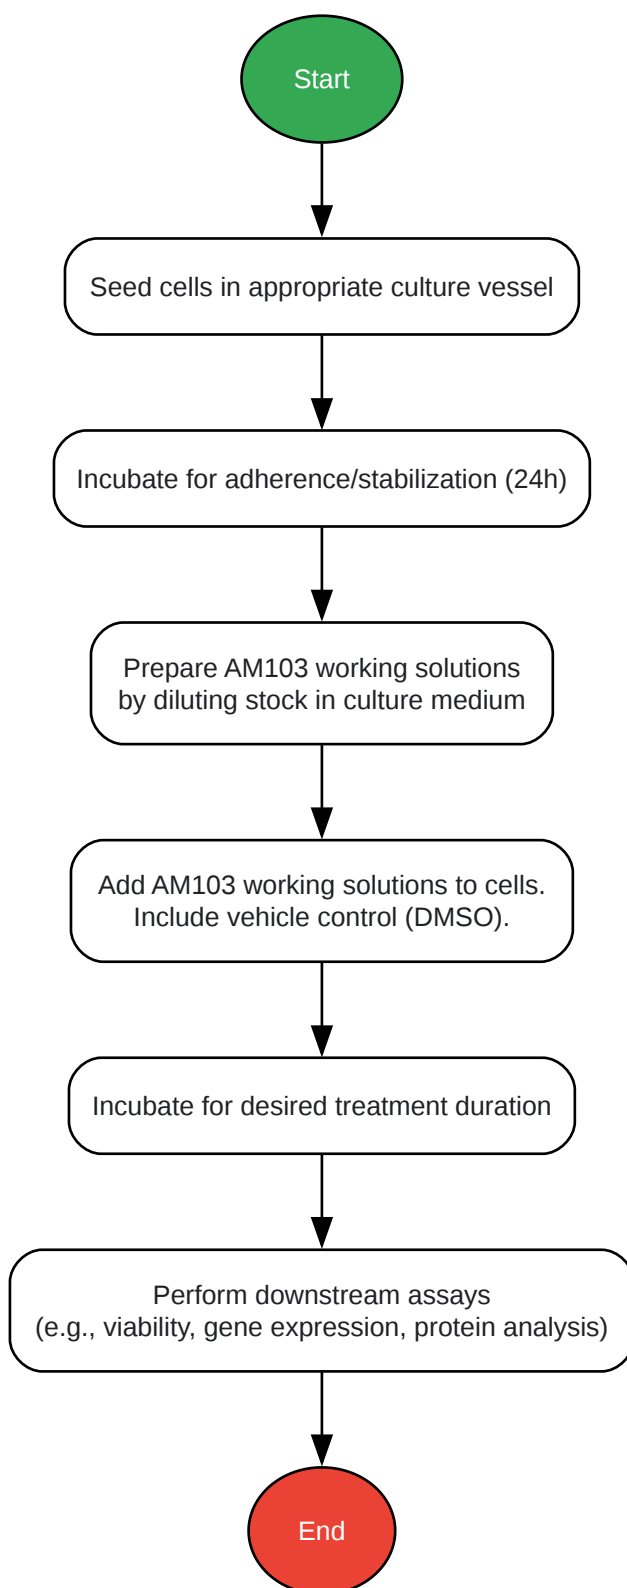 Start
Seed cells in appropriate culture vessel
Incubate for adherence/stabilization (24h)
Prepare AM103 working solutions
by diluting stock in culture medium
Add AM103 working solutions to cells.
Include vehicle control (DMSO).
Incubate for desired treatment duration
Perform downstream assays
(e.g., viability, gene expression, protein analysis)
End